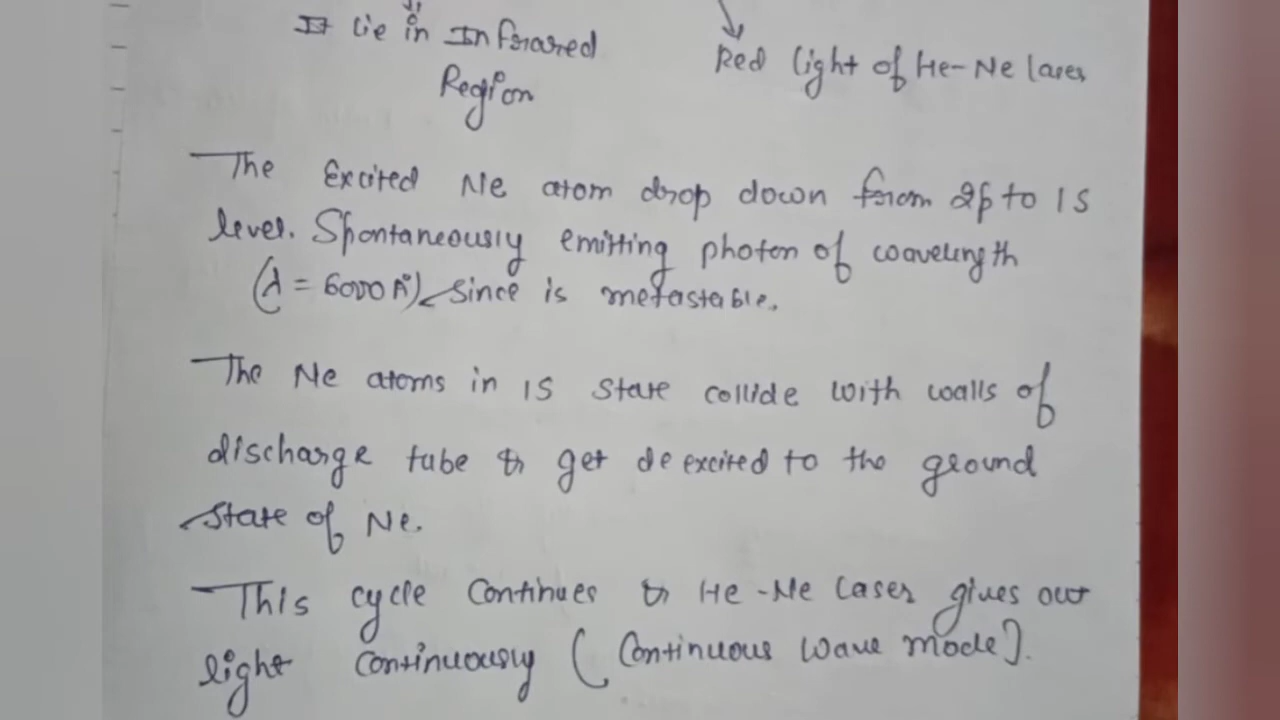 It lie in Infrared
Region
Red light of He-Ne laser
The Excited Ne atom drop down from 2p to 1S
level. Spontaneously emitting photon of wavelength
(λ = 6000 A°) since is metastable.
The Ne atoms in 1S state collide with walls of
discharge tube & get de excited to the ground
state of Ne.
This cycle Continues & He-Ne laser gives out
light continuously (Continuous wave mode).